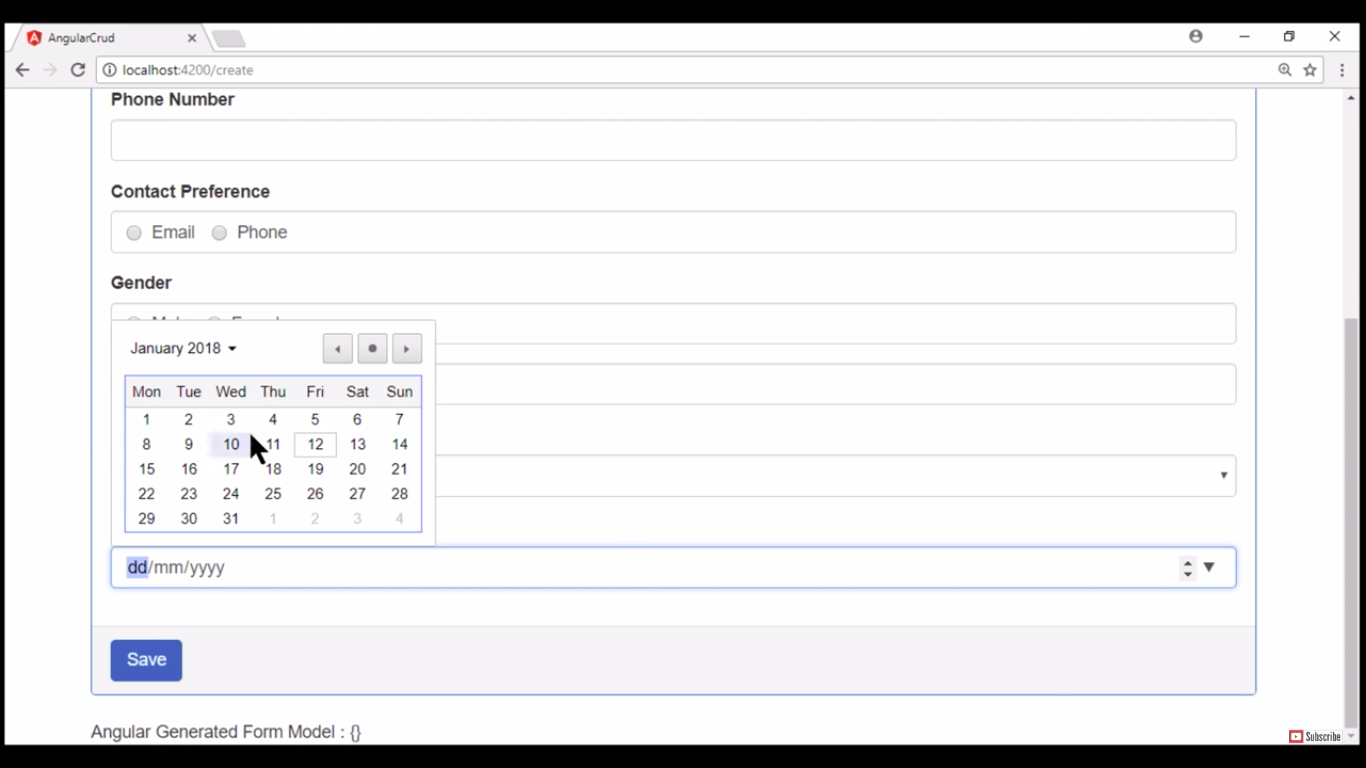 AngularCrud
localhost:4200/create
Phone Number
Contact Preference
Email Phone
Gender
January 2018
Mon Tue Wed Thu Fri Sat Sun
1 2 3 4 5 6 7
8 9 10 11 12 13 14
15 16 17 18 19 20 21
22 23 24 25 26 27 28
29 30 31 1 2 3 4
dd/mm/yyyy
Save
Angular Generated Form Model : {}
Subscribe